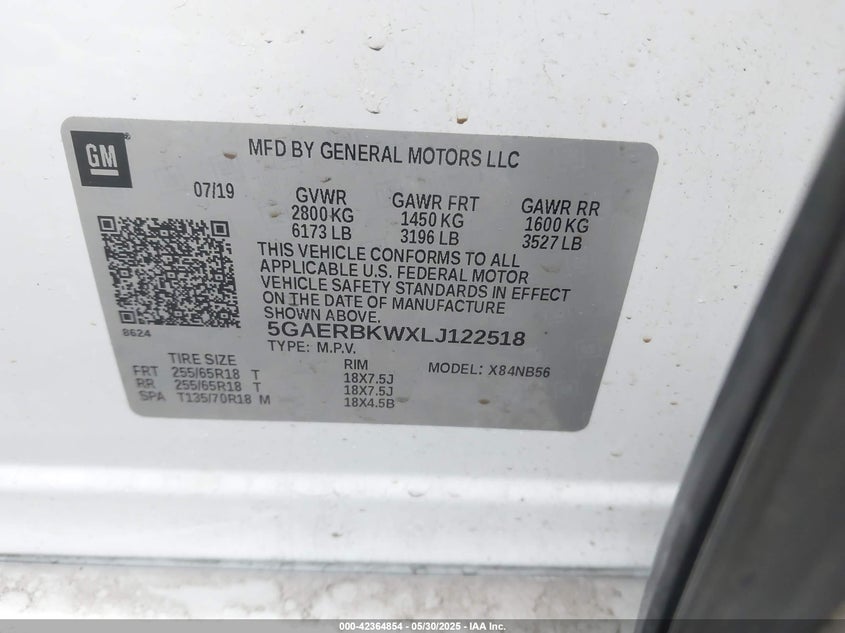 GM
MFD BY GENERAL MOTORS LLC
07/19
GVWR
2800 KG
6173 LB
GAWR FRT
1450 KG
3196 LB
GAWR RR
1600 KG
3527 LB
THIS VEHICLE CONFORMS TO ALL
APPLICABLE U.S. FEDERAL MOTOR
VEHICLE SAFETY STANDARDS IN EFFECT
ON THE DATE OF MANUFACTURE
SHOWN ABOVE.
8624
5GAERBKWXLJ122518
TYPE: M.P.V.
TIRE SIZE RIM MODEL: X84NB56
FRT 255/65R18 T 18X7.5J
RR 255/65R18 T 18X7.5J
SPA T135/70R18 M 18X4.5B
000-42364854 - 05/30/2025 - IAA Inc.